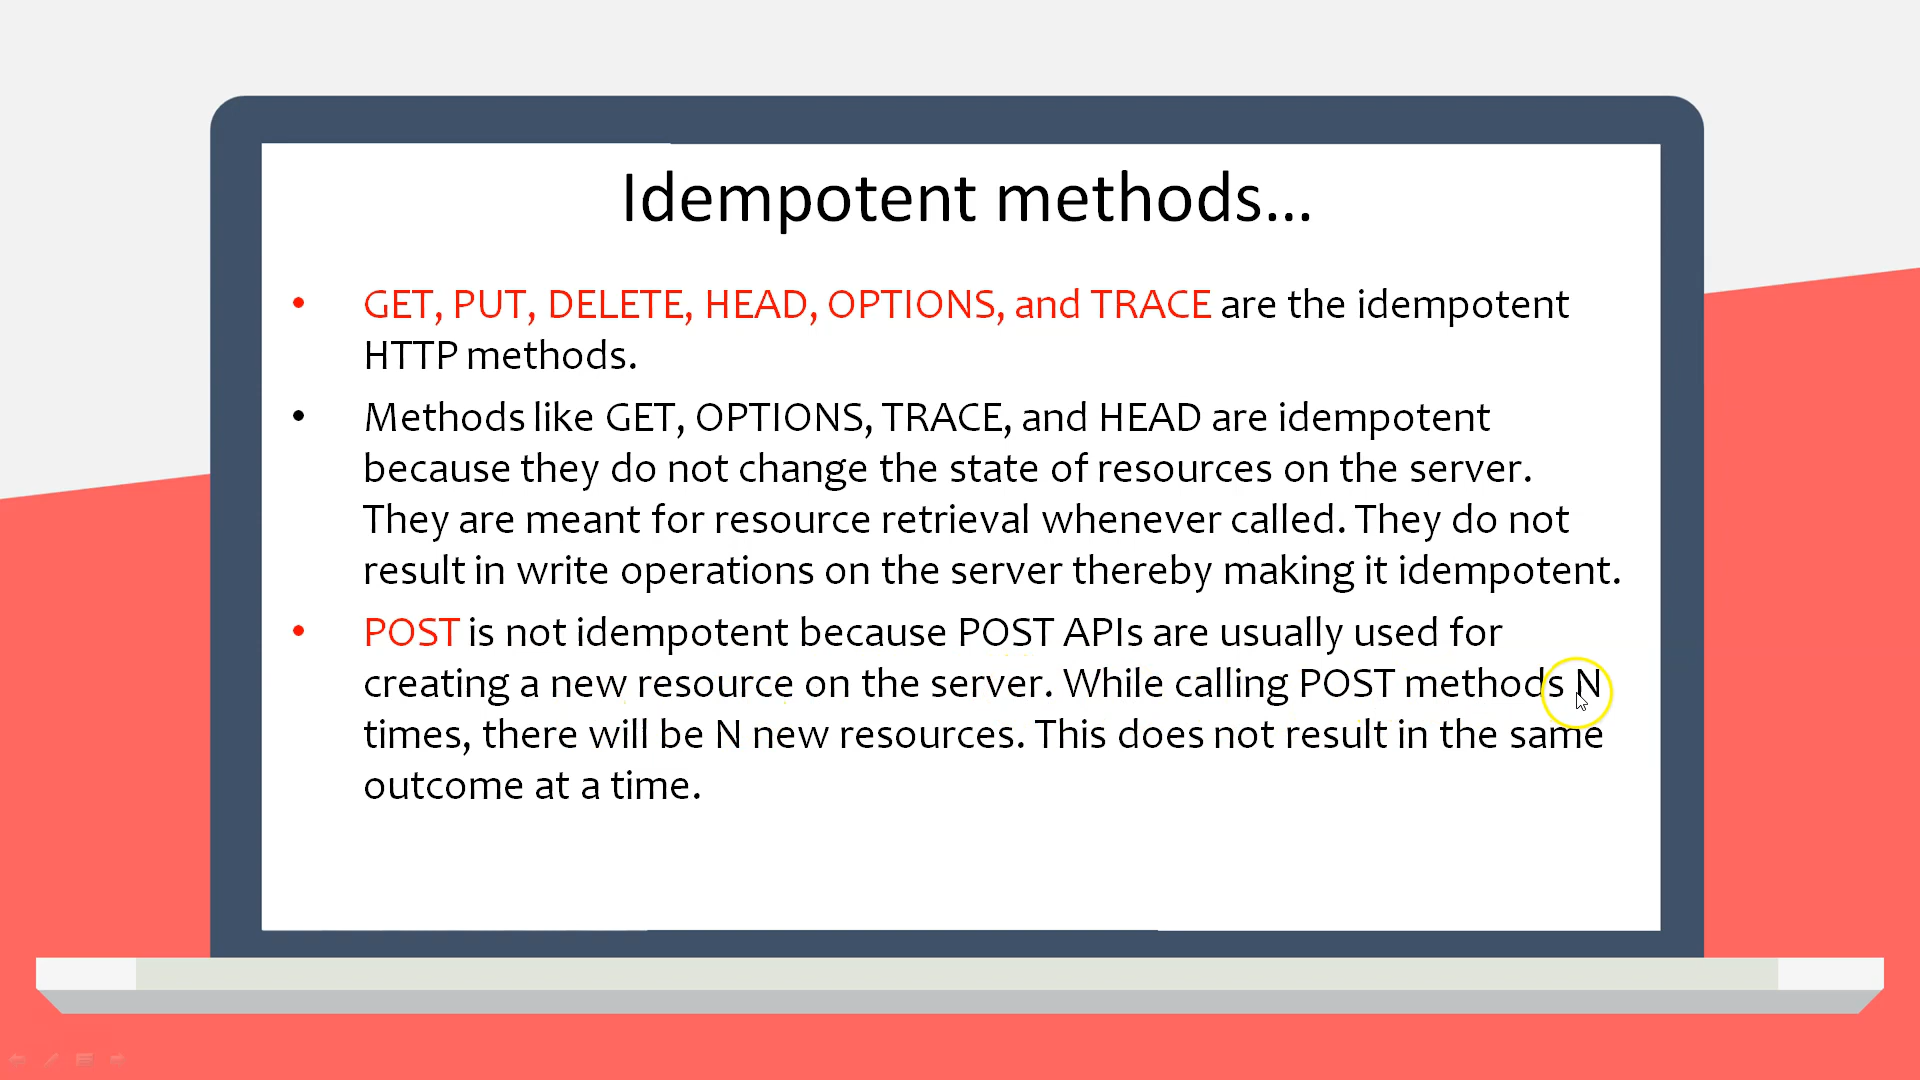 Idempotent methods...
• GET, PUT, DELETE, HEAD, OPTIONS, and TRACE are the idempotent
HTTP methods.
• Methods like GET, OPTIONS, TRACE, and HEAD are idempotent
because they do not change the state of resources on the server.
They are meant for resource retrieval whenever called. They do not
result in write operations on the server thereby making it idempotent.
• POST is not idempotent because POST APIs are usually used for
creating a new resource on the server. While calling POST methods N
times, there will be N new resources. This does not result in the same
outcome at a time.